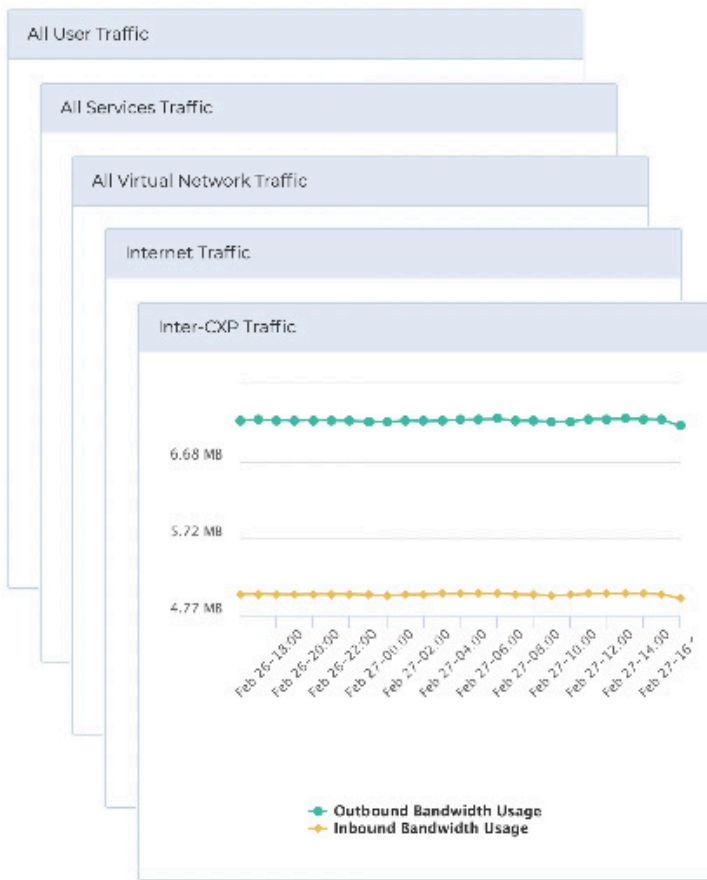 All User Traffic
All Services Traffic
All Virtual Network Traffic
Internet Traffic
Inter-CXP Traffic
6.68 MB
5.72 MB
4.77 MB
Feb 26-18:00
Feb 26-20:00
Feb 26-22:00
Feb 27-00:00
Feb 27-02:00
Feb 27-04:00
Feb 27-06:00
Feb 27-08:00
Feb 27-10:00
Feb 27-12:00
Feb 27-14:00
Feb 27-16
Outbound Bandwidth Usage
Inbound Bandwidth Usage